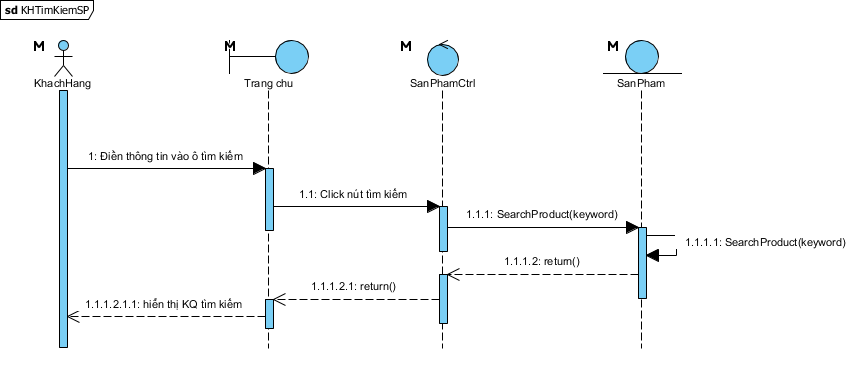 sd KHTimKiemSP
M
M
M
M
KhachHang
Trang chu
SanPhamCtrl
SanPham
1: Điền thông tin vào ô tìm kiếm
1.1: Click nút tìm kiếm
1.1.1: SearchProduct(keyword)
1.1.1.1: SearchProduct(keyword)
1.1.1.2: return()
1.1.1.2.1: return()
1.1.1.2.1.1: hiển thị KQ tìm kiếm